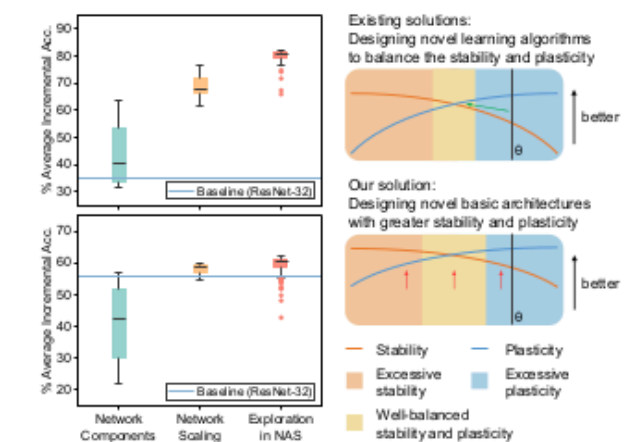 90
80
70
60
50
40
30
% Average Incremental Acc.
Baseline (ResNet-32)
70
60
50
40
30
20
% Average Incremental Acc.
Baseline (ResNet-32)
Network
Components
Network
Scaling
Exploration
in NAS
Existing solutions:
Designing novel learning algorithms
to balance the stability and plasticity
better
θ
Our solution:
Designing novel basic architectures
with greater stability and plasticity
better
θ
Stability
Plasticity
Excessive
stability
Excessive
plasticity
Well-balanced
stability and plasticity